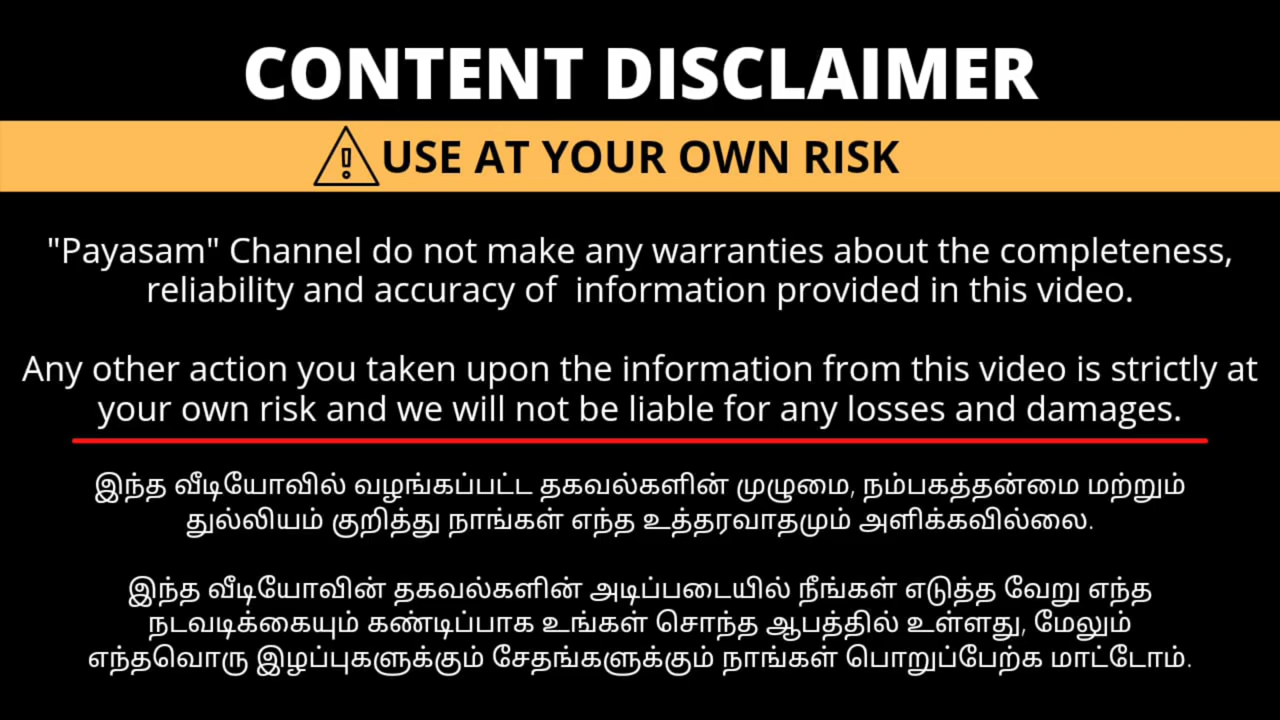 CONTENT DISCLAIMER
USE AT YOUR OWN RISK
"Payasam" Channel do not make any warranties about the completeness,
reliability and accuracy of  information provided in this video.
Any other action you taken upon the information from this video is strictly at
your own risk and we will not be liable for any losses and damages.
இந்த வீடியோவில் வழங்கப்பட்ட தகவல்களின் முழுமை, நம்பகத்தன்மை மற்றும்
துல்லியம் குறித்து நாங்கள் எந்த உத்தரவாதமும் அளிக்கவில்லை.
இந்த வீடியோவின் தகவல்களின் அடிப்படையில் நீங்கள் எடுத்த வேறு எந்த
நடவடிக்கையும் கண்டிப்பாக உங்கள் சொந்த ஆபத்தில் உள்ளது, மேலும்
எந்தவொரு இழப்புகளுக்கும் சேதங்களுக்கும் நாங்கள் பொறுப்பேற்க மாட்டோம்.